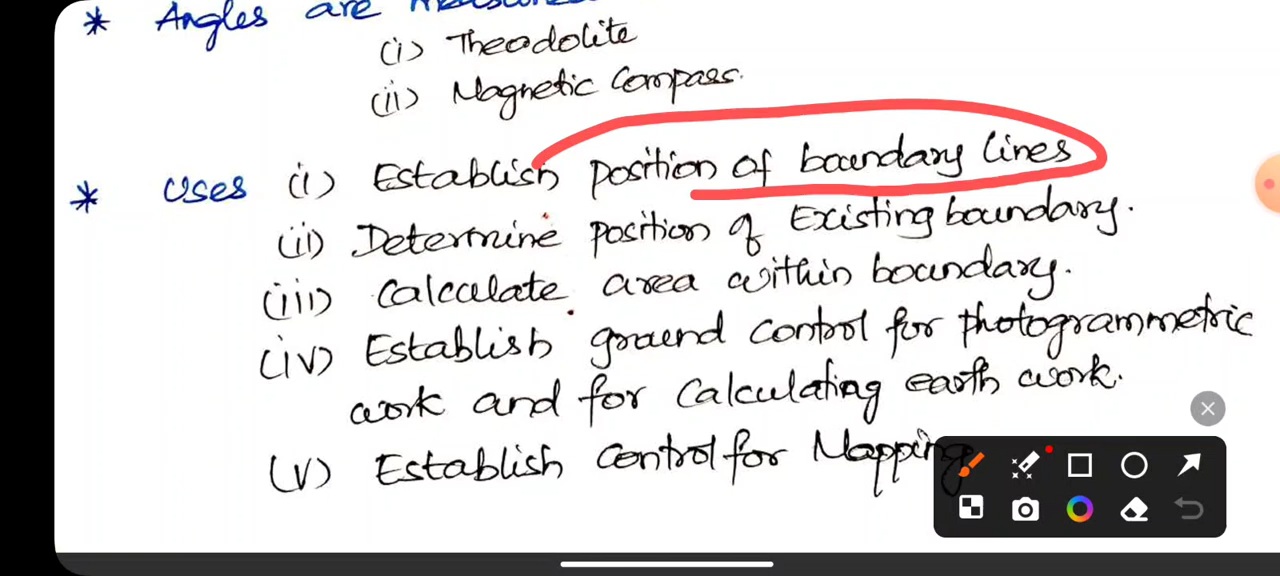 * Angles are Measured
(i) Theodolite
(ii) Magnetic Compass.
* Uses (i) Establish position of boundary lines
(ii) Determine position of Existing boundary.
(iii) Calculate area within boundary.
(iv) Establish ground control for photogrammetric
work and for Calculating earth work.
(v) Establish control for Mapping